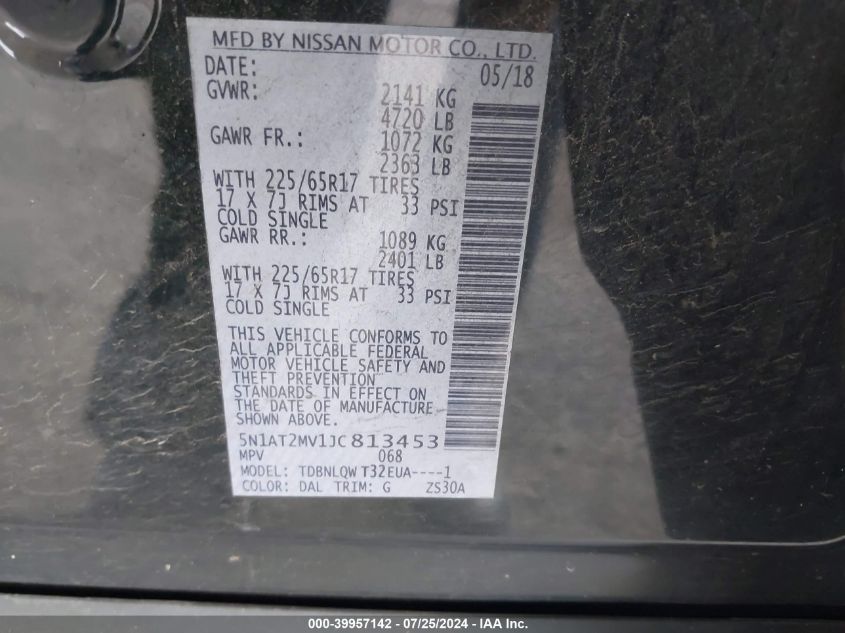 MFD BY NISSAN MOTOR CO., LTD.
DATE: 05/18
GVWR: 2141 KG
4720 LB
GAWR FR.: 1072 KG
2363 LB
WITH 225/65R17 TIRES
17 X 7J RIMS AT 33 PSI
COLD SINGLE
GAWR RR.: 1089 KG
2401 LB
WITH 225/65R17 TIRES
17 X 7J RIMS AT 33 PSI
COLD SINGLE
THIS VEHICLE CONFORMS TO
ALL APPLICABLE FEDERAL
MOTOR VEHICLE SAFETY AND
THEFT PREVENTION
STANDARDS IN EFFECT ON
THE DATE OF MANUFACTURE
SHOWN ABOVE.
5N1AT2MV1JC813453
MPV 068
MODEL: TDBNLQW T32EUA----1
COLOR: DAL TRIM: G ZS30A
000-39957142 - 07/25/2024 - IAA Inc.